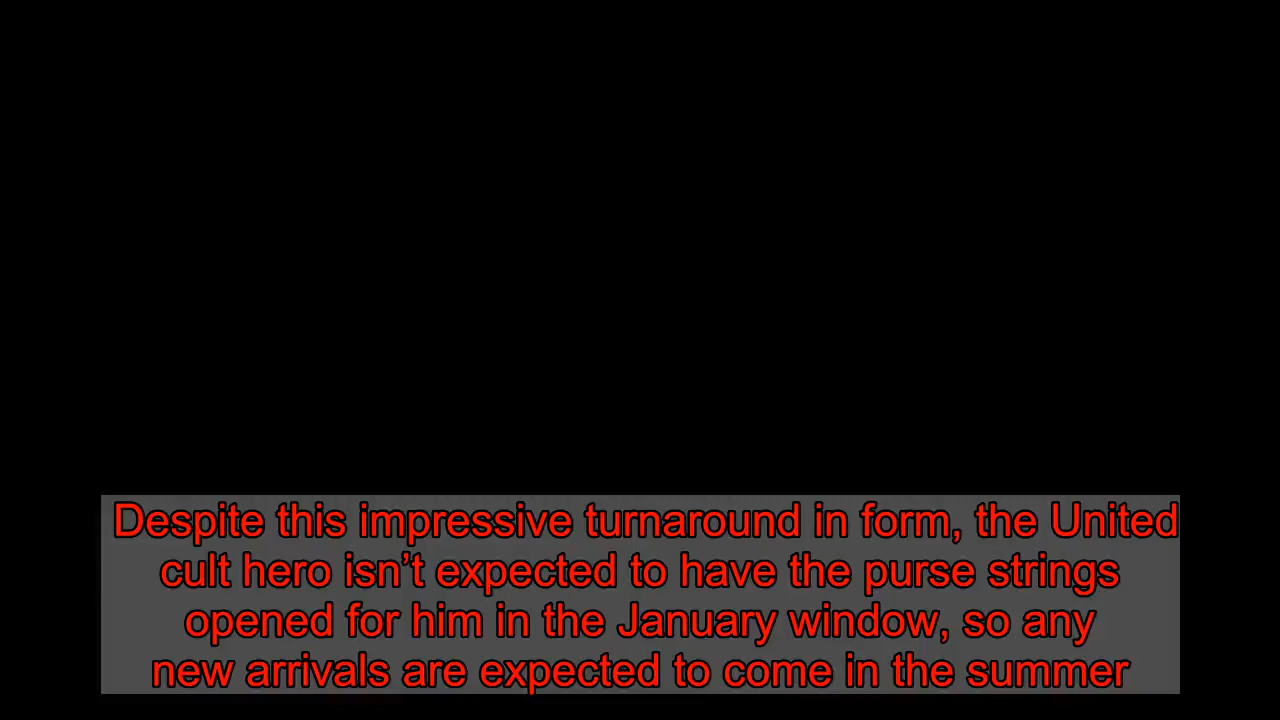 Despite this impressive turnaround in form, the United
cult hero isn’t expected to have the purse strings
opened for him in the January window, so any
new arrivals are expected to come in the summer